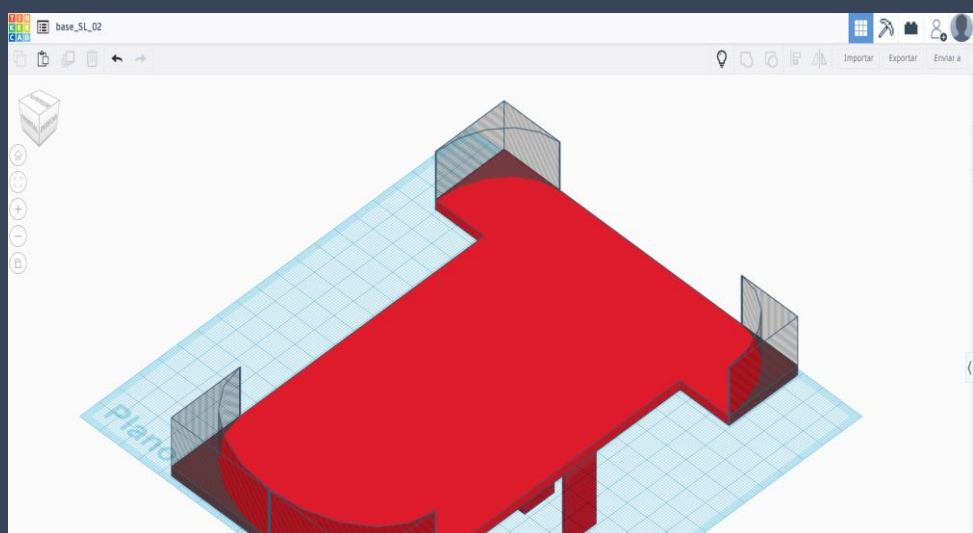 TIN
KER
CAD
base_SL_02
Importar
Exportar
Enviar a
Plano